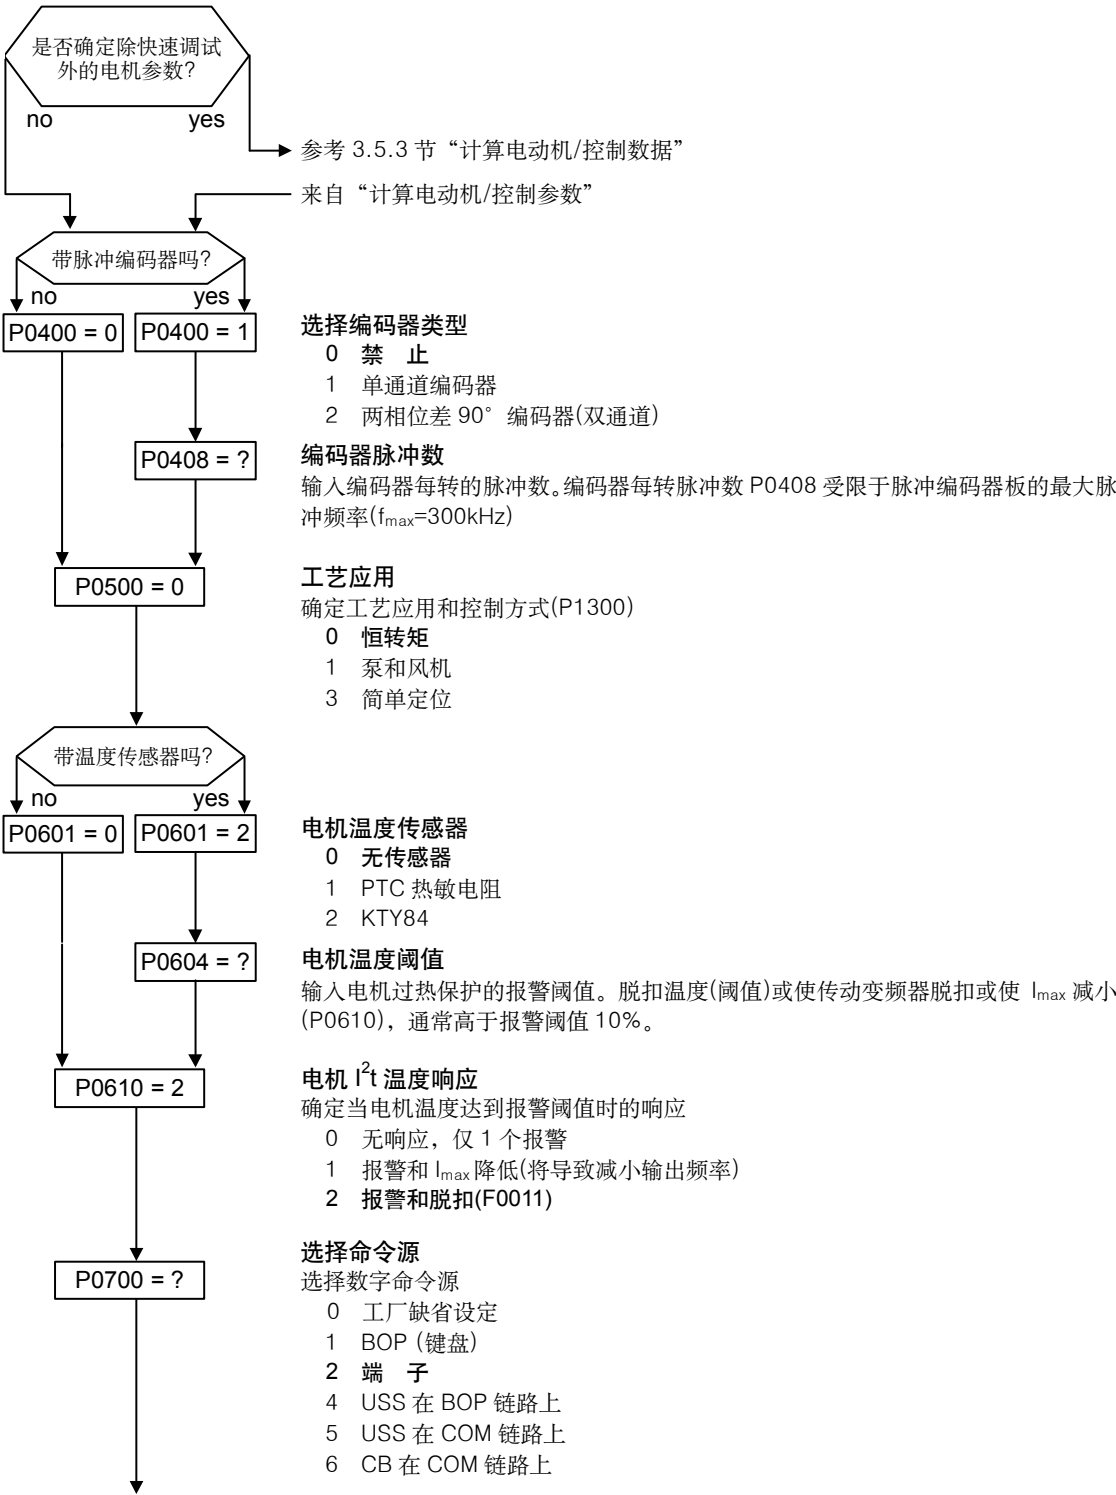 是否确定除快速调试
外的电机参数?
no
yes
参考 3.5.3 节“计算电动机/控制数据”
来自“计算电动机/控制参数”
带脉冲编码器吗?
no
yes
P0400 = 0
P0400 = 1
选择编码器类型
0 禁 止
1 单通道编码器
2 两相位差 90° 编码器(双通道)
P0408 = ?
编码器脉冲数
输入编码器每转的脉冲数。编码器每转脉冲数 P0408 受限于脉冲编码器板的最大脉
冲频率(fmax=300kHz)
P0500 = 0
工艺应用
确定工艺应用和控制方式(P1300)
0 恒转矩
1 泵和风机
3 简单定位
带温度传感器吗?
no
yes
P0601 = 0
P0601 = 2
电机温度传感器
0 无传感器
1 PTC 热敏电阻
2 KTY84
P0604 = ?
电机温度阈值
输入电机过热保护的报警阈值。脱扣温度(阈值)或使传动变频器脱扣或使 Imax 减小
(P0610)，通常高于报警阈值 10%。
P0610 = 2
电机 I²t 温度响应
确定当电机温度达到报警阈值时的响应
0 无响应，仅 1 个报警
1 报警和 Imax 降低(将导致减小输出频率)
2 报警和脱扣(F0011)
P0700 = ?
选择命令源
选择数字命令源
0 工厂缺省设定
1 BOP (键盘)
2 端 子
4 USS 在 BOP 链路上
5 USS 在 COM 链路上
6 CB 在 COM 链路上